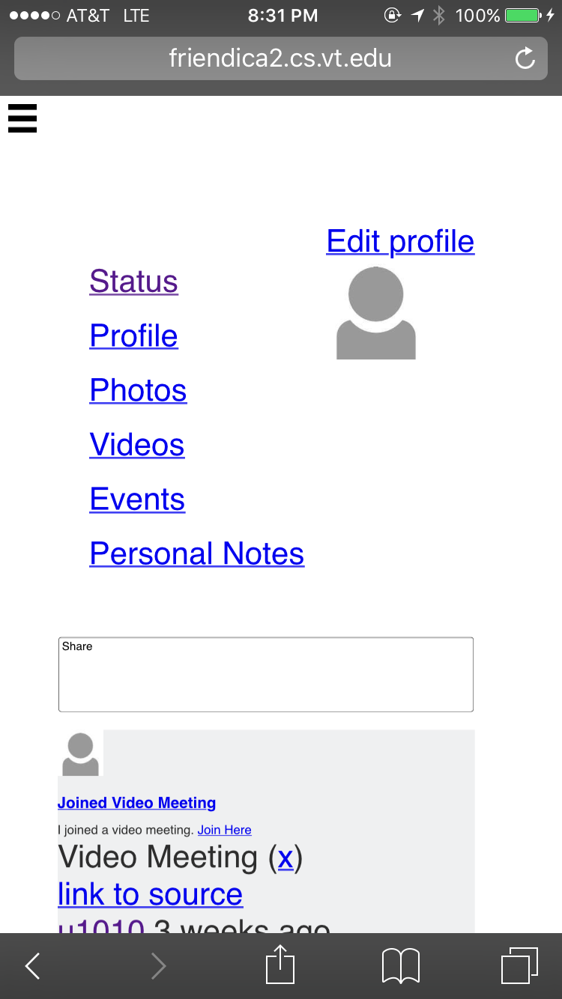 AT&T LTE 8:31 PM 100%
friendica2.cs.vt.edu
Edit profile
Status
Profile
Photos
Videos
Events
Personal Notes
Share
Joined Video Meeting
I joined a video meeting. Join Here
Video Meeting (x)
link to source
u1010 3 weeks ago